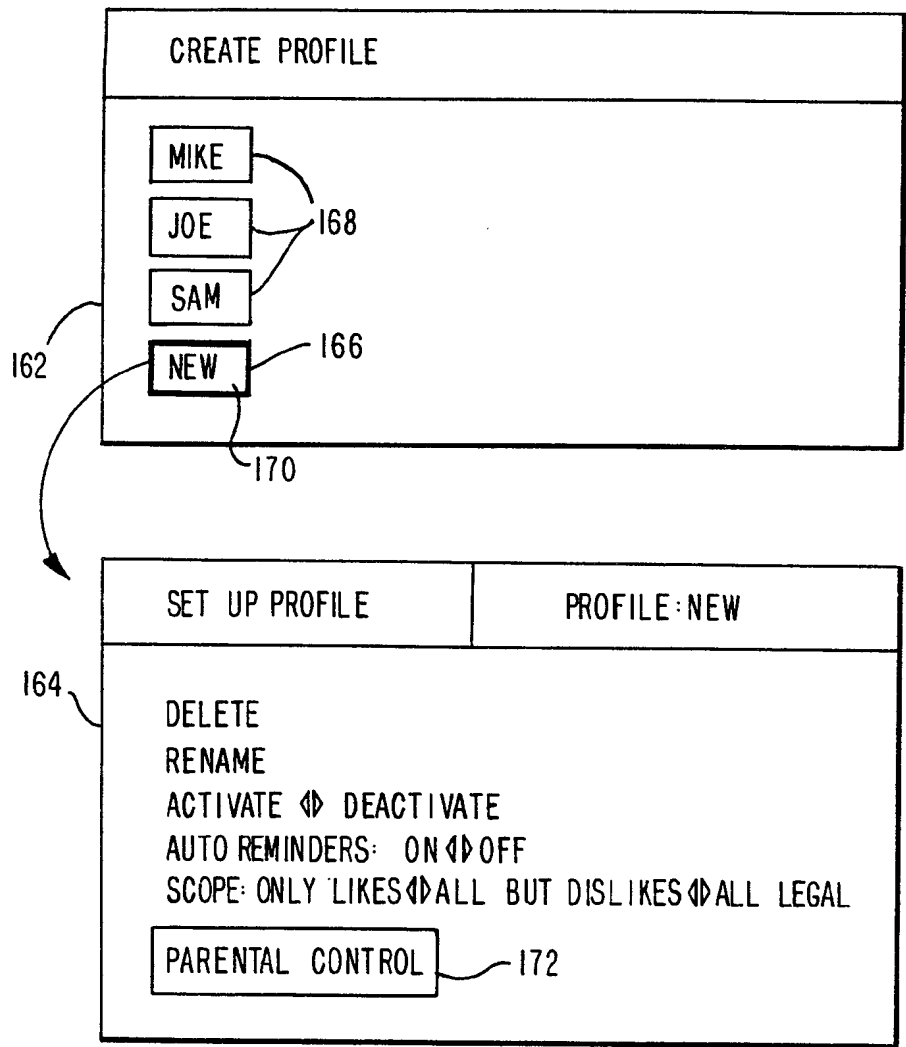 CREATE PROFILE
MIKE
JOE
168
SAM
162
NEW
166
170
SET UP PROFILE
PROFILE:NEW
164
DELETE
RENAME
ACTIVATE ◁▷ DEACTIVATE
AUTO REMINDERS: ON◁▷OFF
SCOPE: ONLY LIKES◁▷ALL BUT DISLIKES◁▷ALL LEGAL
PARENTAL CONTROL
172